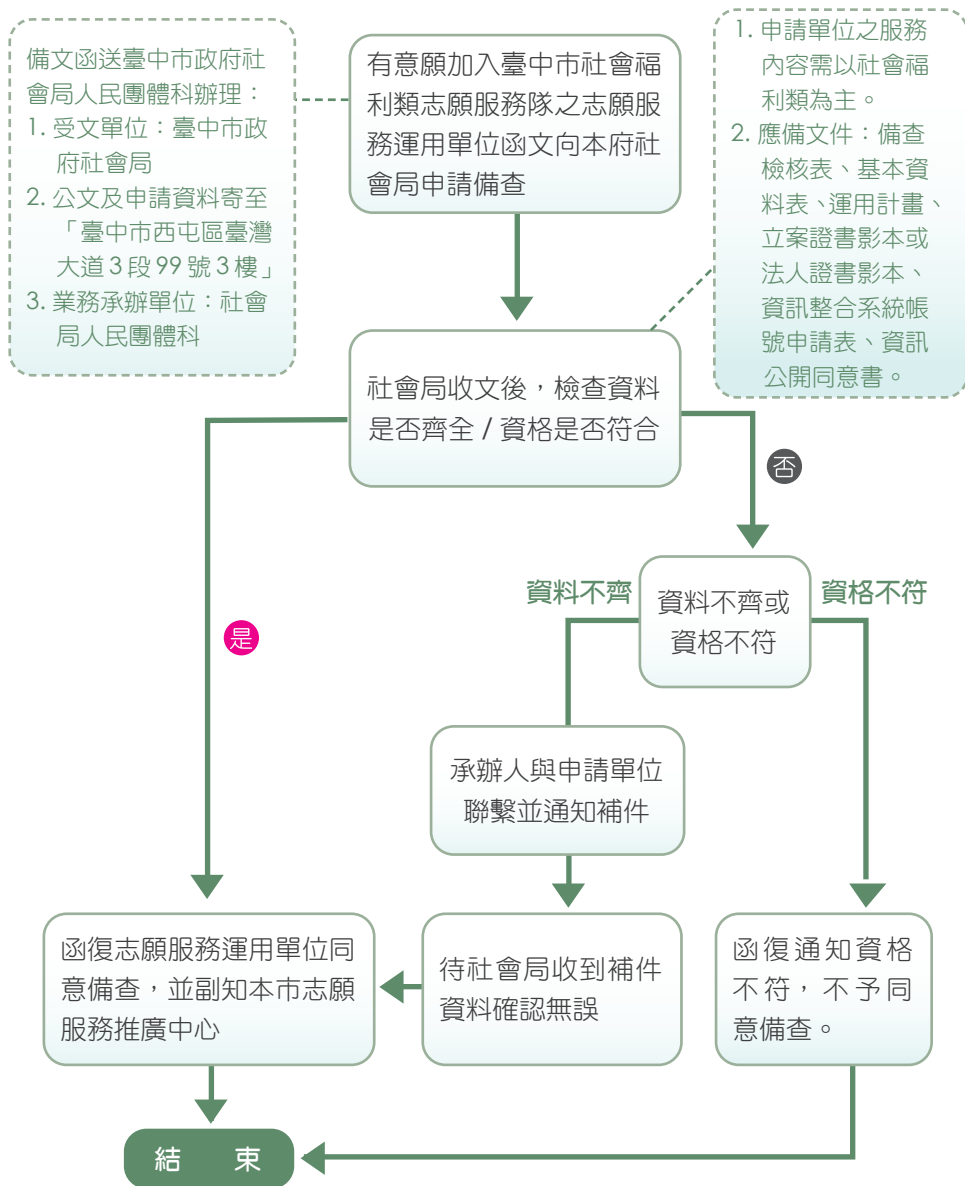 備文函送臺中市政府社
會局人民團體科辦理：
1. 受文單位：臺中市政
府社會局
2. 公文及申請資料寄至
「臺中市西屯區臺灣
大道3段99號3樓」
3. 業務承辦單位：社會
局人民團體科
有意願加入臺中市社會福
利類志願服務隊之志願服
務運用單位函文向本府社
會局申請備查
1. 申請單位之服務
內容需以社會福
利類為主。
2. 應備文件：備查
檢核表、基本資
料表、運用計畫、
立案證書影本或
法人證書影本、
資訊整合系統帳
號申請表、資訊
公開同意書。
社會局收文後，檢查資料
是否齊全 / 資格是否符合
否
是
資料不齊
資料不齊或
資格不符
資格不符
承辦人與申請單位
聯繫並通知補件
函復志願服務運用單位同
意備查，並副知本市志願
服務推廣中心
待社會局收到補件
資料確認無誤
函復通知資格
不符，不予同
意備查。
結 束